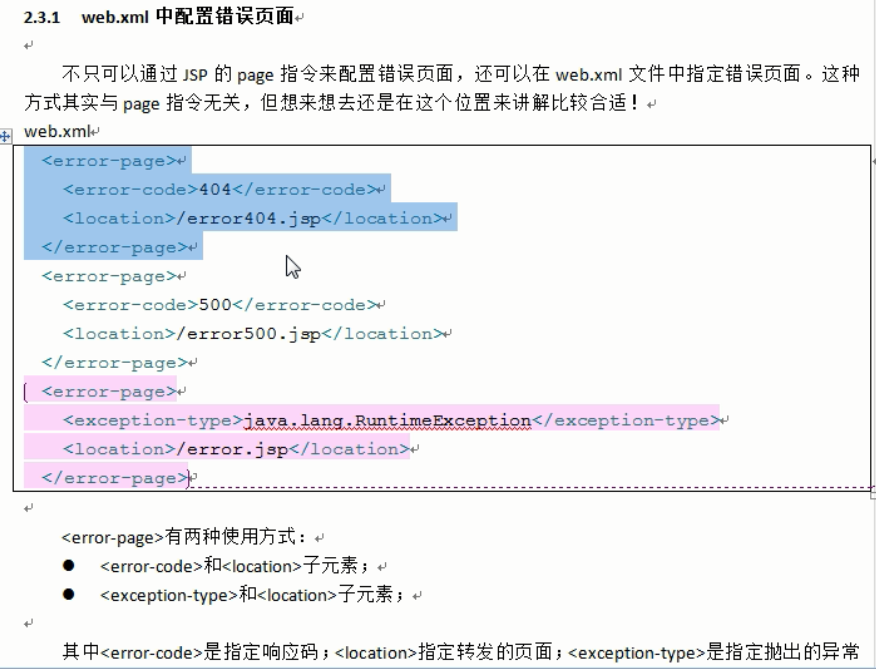 2.3.1 web.xml 中配置错误页面
不只可以通过 JSP 的 page 指令来配置错误页面，还可以在 web.xml 文件中指定错误页面。这种
方式其实与 page 指令无关，但想来想去还是在这个位置来讲解比较合适！
web.xml
<error-page>
<error-code>404</error-code>
<location>/error404.jsp</location>
</error-page>
<error-page>
<error-code>500</error-code>
<location>/error500.jsp</location>
</error-page>
<error-page>
<exception-type>java.lang.RuntimeException</exception-type>
<location>/error.jsp</location>
</error-page>
<error-page>有两种使用方式：
● <error-code>和<location>子元素；
● <exception-type>和<location>子元素；
其中<error-code>是指定响应码；<location>指定转发的页面；<exception-type>是指定抛出的异常